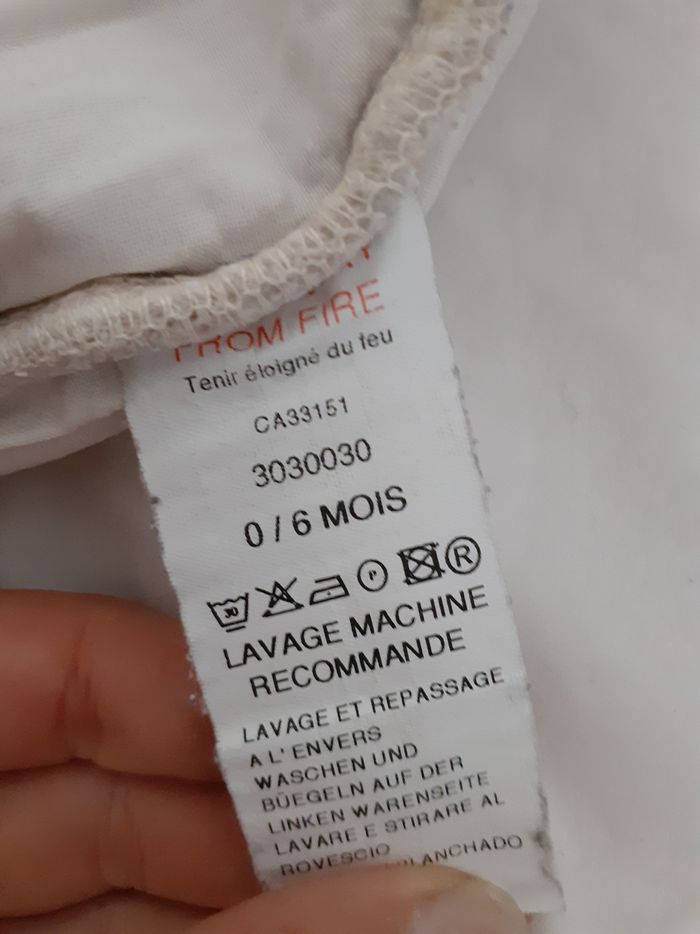 FROM FIRE
Tenir éloigné du feu
CA33151
3030030
0 / 6 MOIS
30 P ®
LAVAGE MACHINE
RECOMMANDE
LAVAGE ET REPASSAGE
A L' ENVERS
WASCHEN UND
BÜEGELN AUF DER
LINKEN WARENSEITE
LAVARE E STIRARE AL
ROVESCIO